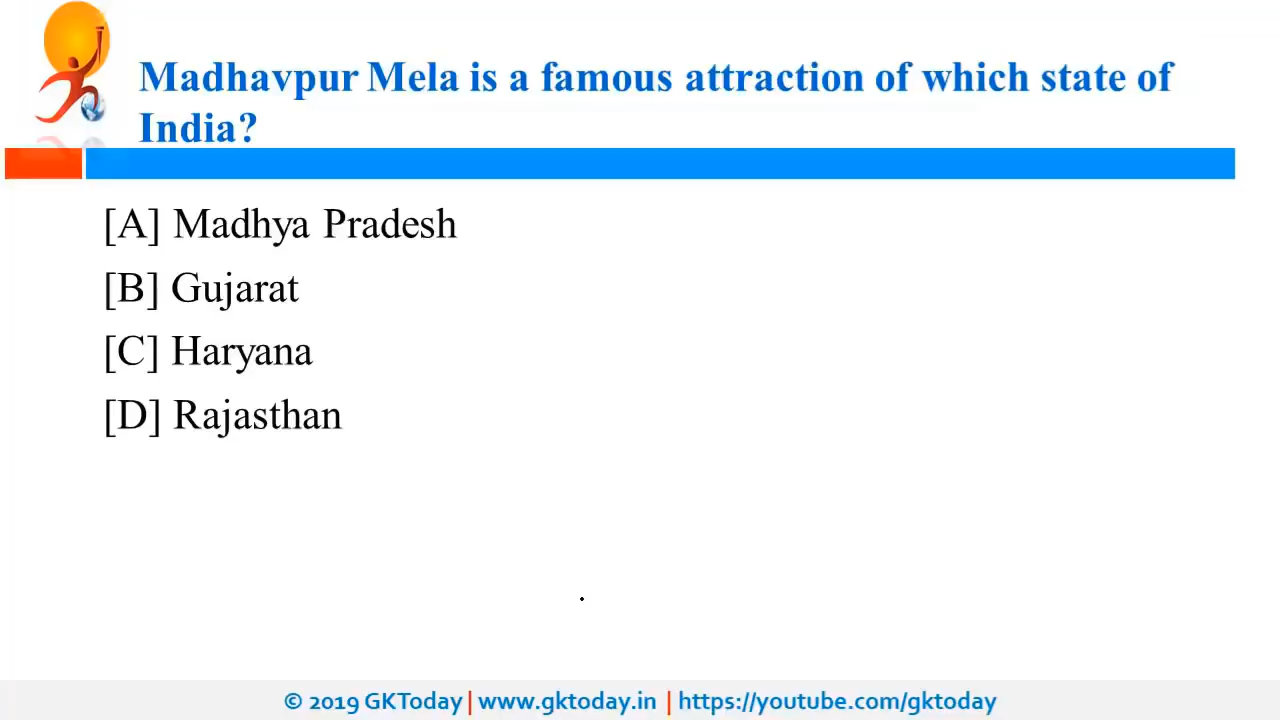 Madhavpur Mela is a famous attraction of which state of
India?
[A] Madhya Pradesh
[B] Gujarat
[C] Haryana
[D] Rajasthan
© 2019 GKToday | www.gktoday.in | https://youtube.com/gktoday